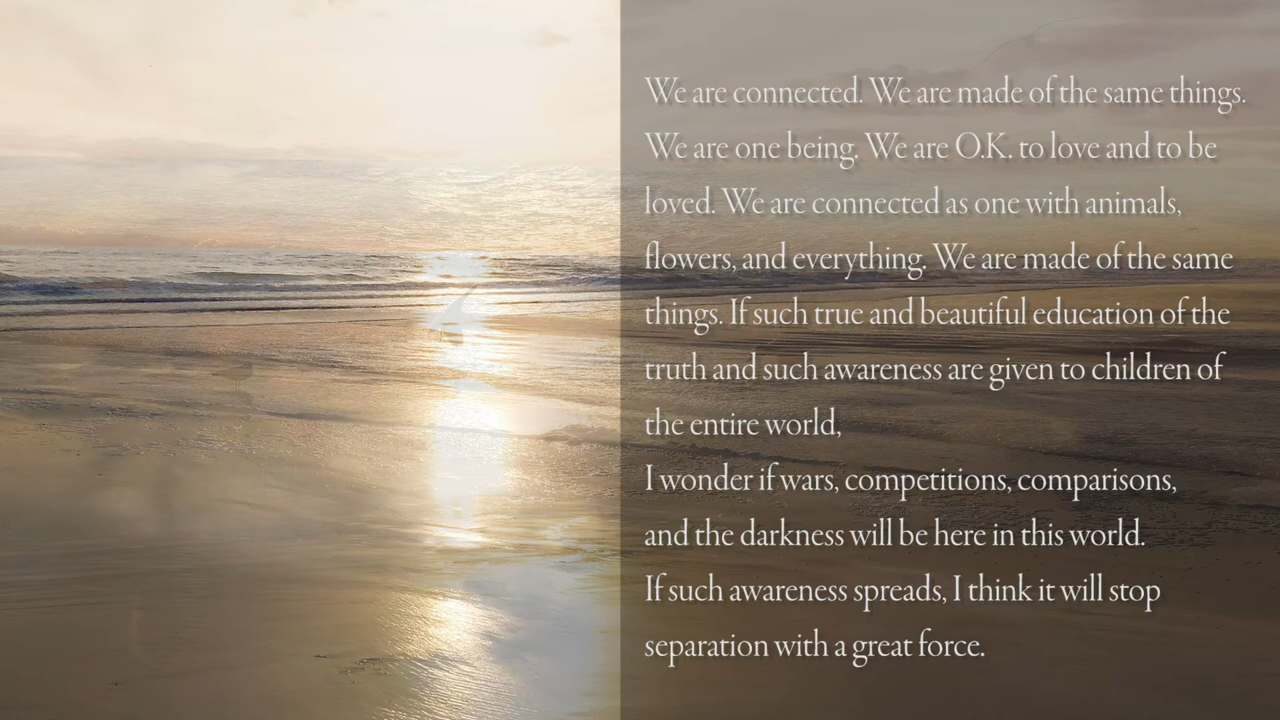 We are connected. We are made of the same things.
We are one being. We are O.K. to love and to be
loved. We are connected as one with animals,
flowers, and everything. We are made of the same
things. If such true and beautiful education of the
truth and such awareness are given to children of
the entire world,
I wonder if wars, competitions, comparisons,
and the darkness will be here in this world.
If such awareness spreads, I think it will stop
separation with a great force.